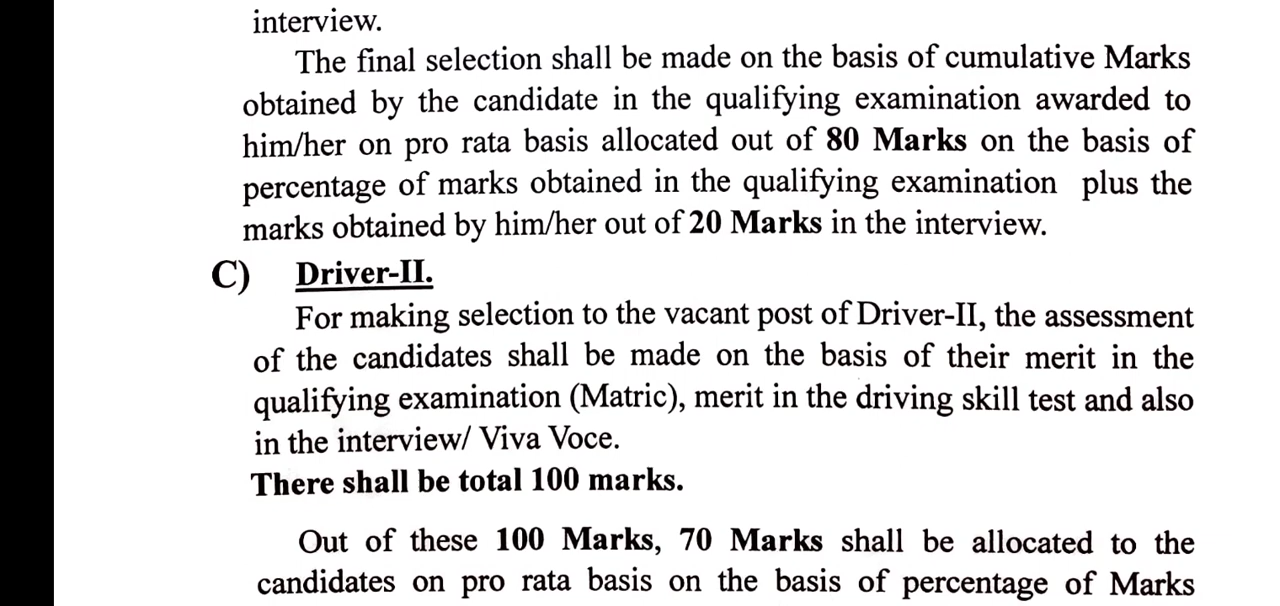 interview.
The final selection shall be made on the basis of cumulative Marks
obtained by the candidate in the qualifying examination awarded to
him/her on pro rata basis allocated out of 80 Marks on the basis of
percentage of marks obtained in the qualifying examination plus the
marks obtained by him/her out of 20 Marks in the interview.
C) Driver-II.
For making selection to the vacant post of Driver-II, the assessment
of the candidates shall be made on the basis of their merit in the
qualifying examination (Matric), merit in the driving skill test and also
in the interview/ Viva Voce.
There shall be total 100 marks.
Out of these 100 Marks, 70 Marks shall be allocated to the
candidates on pro rata basis on the basis of percentage of Marks